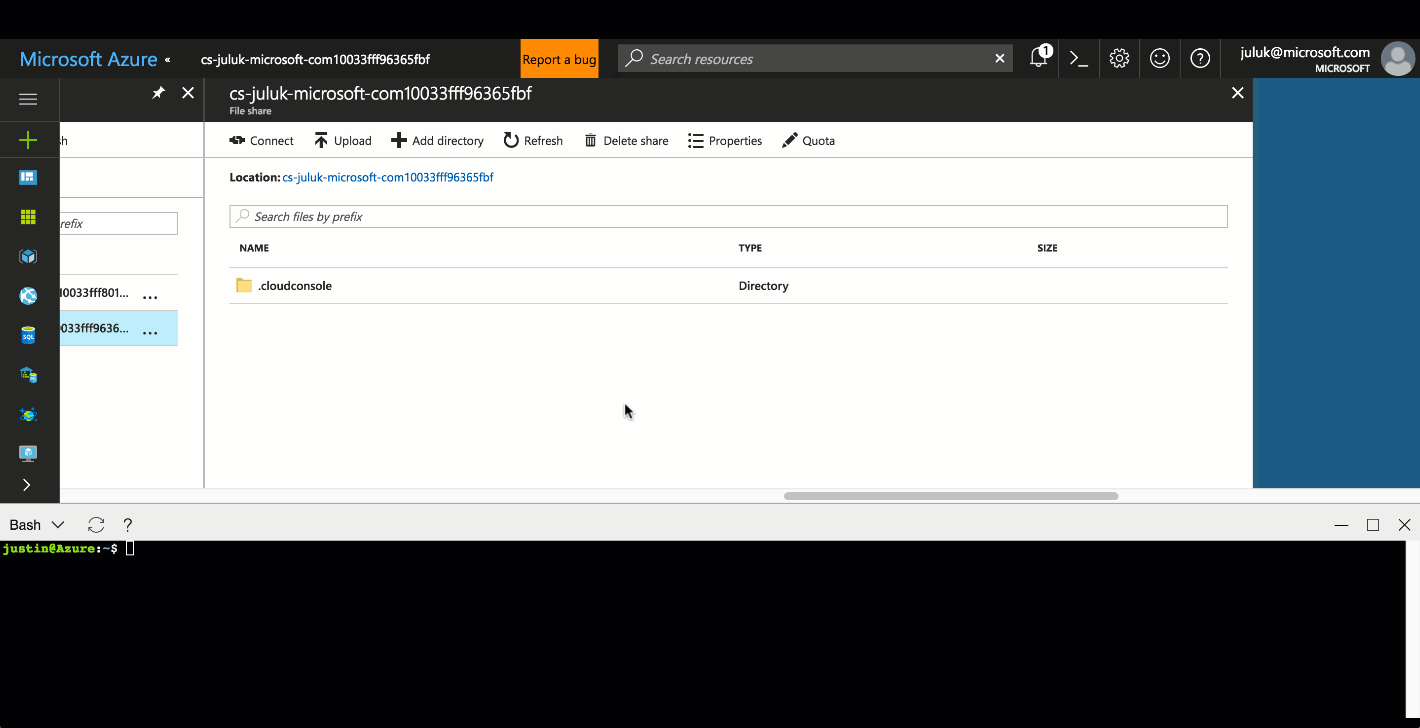 Microsoft Azure « cs-juluk-microsoft-com10033fff96365fbf Report a bug Search resources 1 juluk@microsoft.com
MICROSOFT
cs-juluk-microsoft-com10033fff96365fbf
File share
sh Connect Upload Add directory Refresh Delete share Properties Quota
Location: cs-juluk-microsoft-com10033fff96365fbf
refix Search files by prefix
NAME TYPE SIZE
.cloudconsole Directory
10033fff801... ...
033fff9636... ...
SQL
Bash ?
justin@Azure:~$